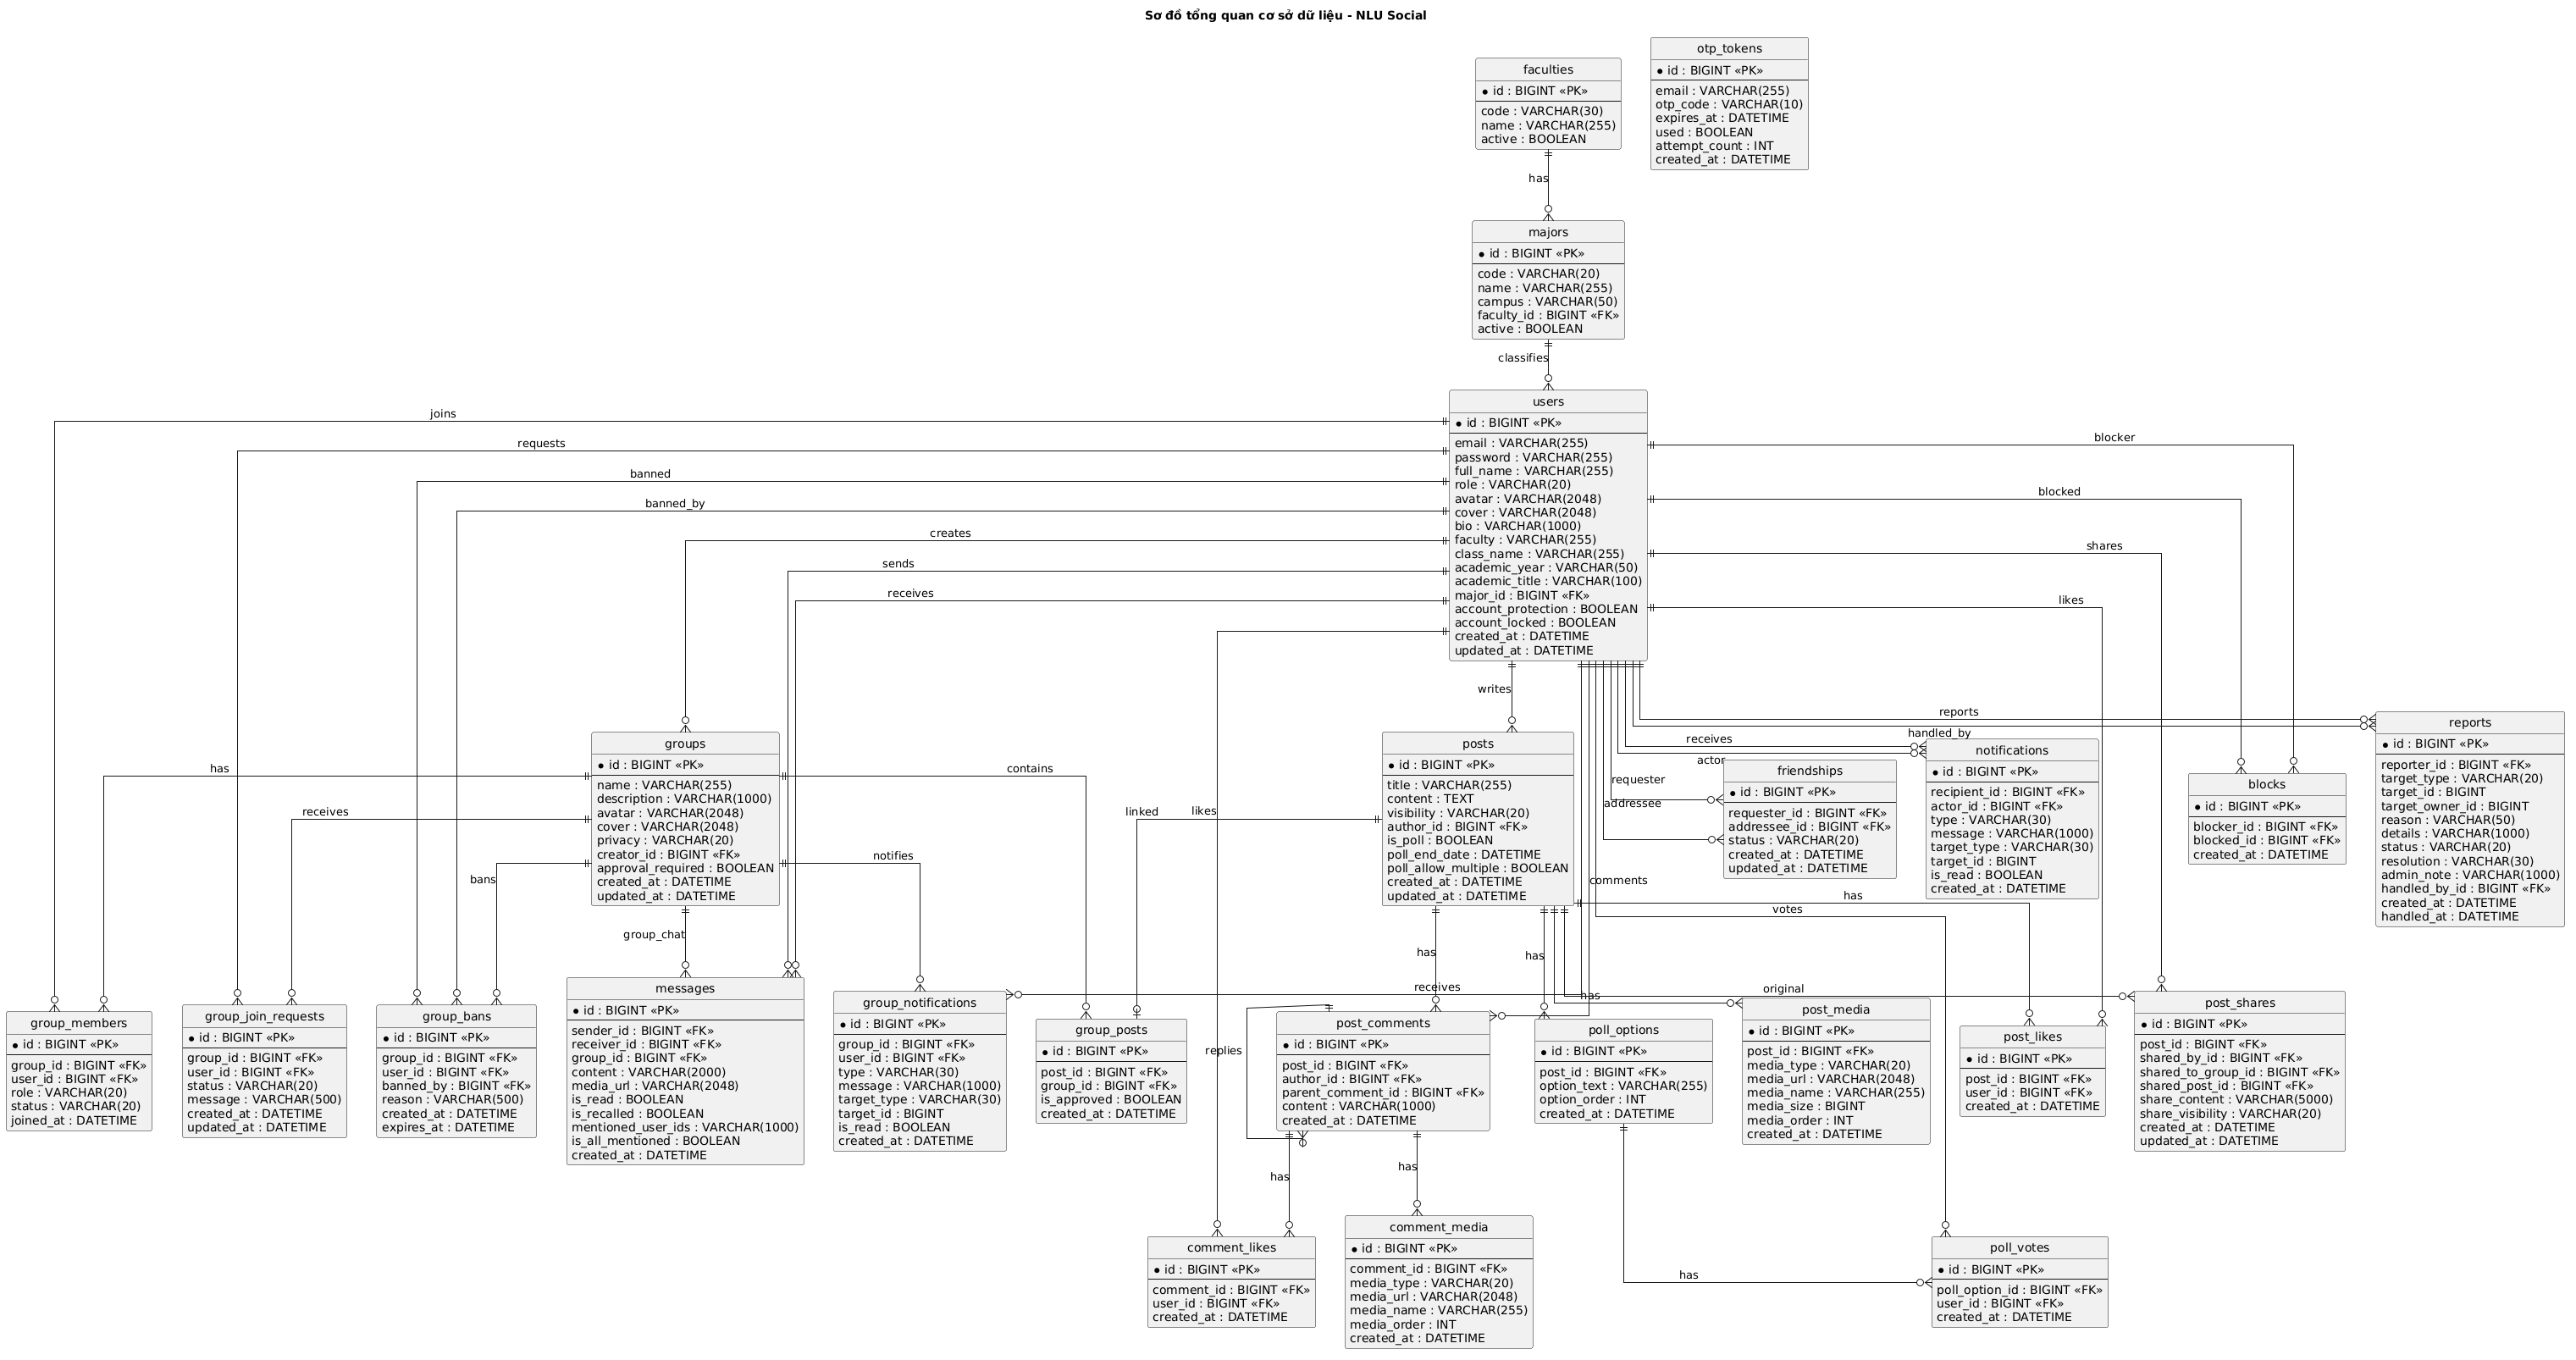 Sơ đồ tổng quan cơ sở dữ liệu - NLU Social
otp_tokens
* id : BIGINT «PK»
email : VARCHAR(255)
otp_code : VARCHAR(10)
expires_at : DATETIME
used : BOOLEAN
attempt_count : INT
created_at : DATETIME
faculties
* id : BIGINT «PK»
code : VARCHAR(30)
name : VARCHAR(255)
active : BOOLEAN
has
majors
* id : BIGINT «PK»
code : VARCHAR(20)
name : VARCHAR(255)
campus : VARCHAR(50)
faculty_id : BIGINT «FK»
active : BOOLEAN
classifies
users
* id : BIGINT «PK»
email : VARCHAR(255)
password : VARCHAR(255)
full_name : VARCHAR(255)
role : VARCHAR(20)
avatar : VARCHAR(2048)
cover : VARCHAR(2048)
bio : VARCHAR(1000)
faculty : VARCHAR(255)
class_name : VARCHAR(255)
academic_year : VARCHAR(50)
academic_title : VARCHAR(100)
major_id : BIGINT «FK»
account_protection : BOOLEAN
account_locked : BOOLEAN
created_at : DATETIME
updated_at : DATETIME
joins
requests
banned
banned_by
creates
sends
receives
blocker
blocked
shares
likes
writes
reports
handled_by
receives
actor
requester
addressee
groups
* id : BIGINT «PK»
name : VARCHAR(255)
description : VARCHAR(1000)
avatar : VARCHAR(2048)
cover : VARCHAR(2048)
privacy : VARCHAR(20)
creator_id : BIGINT «FK»
approval_required : BOOLEAN
created_at : DATETIME
updated_at : DATETIME
has
receives
bans
contains
notifies
group_chat
linked
likes
posts
* id : BIGINT «PK»
title : VARCHAR(255)
content : TEXT
visibility : VARCHAR(20)
author_id : BIGINT «FK»
is_poll : BOOLEAN
poll_end_date : DATETIME
poll_allow_multiple : BOOLEAN
created_at : DATETIME
updated_at : DATETIME
friendships
* id : BIGINT «PK»
requester_id : BIGINT «FK»
addressee_id : BIGINT «FK»
status : VARCHAR(20)
created_at : DATETIME
updated_at : DATETIME
notifications
* id : BIGINT «PK»
recipient_id : BIGINT «FK»
actor_id : BIGINT «FK»
type : VARCHAR(30)
message : VARCHAR(1000)
target_type : VARCHAR(30)
target_id : BIGINT
is_read : BOOLEAN
created_at : DATETIME
blocks
* id : BIGINT «PK»
blocker_id : BIGINT «FK»
blocked_id : BIGINT «FK»
created_at : DATETIME
reports
* id : BIGINT «PK»
reporter_id : BIGINT «FK»
target_type : VARCHAR(20)
target_id : BIGINT
target_owner_id : BIGINT
reason : VARCHAR(50)
details : VARCHAR(1000)
status : VARCHAR(20)
resolution : VARCHAR(30)
admin_note : VARCHAR(1000)
handled_by_id : BIGINT «FK»
created_at : DATETIME
handled_at : DATETIME
comments
votes
has
has
has
receives
has
original
replies
group_members
* id : BIGINT «PK»
group_id : BIGINT «FK»
user_id : BIGINT «FK»
role : VARCHAR(20)
status : VARCHAR(20)
joined_at : DATETIME
group_join_requests
* id : BIGINT «PK»
group_id : BIGINT «FK»
user_id : BIGINT «FK»
status : VARCHAR(20)
message : VARCHAR(500)
created_at : DATETIME
updated_at : DATETIME
group_bans
* id : BIGINT «PK»
group_id : BIGINT «FK»
user_id : BIGINT «FK»
banned_by : BIGINT «FK»
reason : VARCHAR(500)
created_at : DATETIME
expires_at : DATETIME
messages
* id : BIGINT «PK»
sender_id : BIGINT «FK»
receiver_id : BIGINT «FK»
group_id : BIGINT «FK»
content : VARCHAR(2000)
media_url : VARCHAR(2048)
is_read : BOOLEAN
is_recalled : BOOLEAN
mentioned_user_ids : VARCHAR(1000)
is_all_mentioned : BOOLEAN
created_at : DATETIME
group_notifications
* id : BIGINT «PK»
group_id : BIGINT «FK»
user_id : BIGINT «FK»
type : VARCHAR(30)
message : VARCHAR(1000)
target_type : VARCHAR(30)
target_id : BIGINT
is_read : BOOLEAN
created_at : DATETIME
group_posts
* id : BIGINT «PK»
post_id : BIGINT «FK»
group_id : BIGINT «FK»
is_approved : BOOLEAN
created_at : DATETIME
post_comments
* id : BIGINT «PK»
post_id : BIGINT «FK»
author_id : BIGINT «FK»
parent_comment_id : BIGINT «FK»
content : VARCHAR(1000)
created_at : DATETIME
poll_options
* id : BIGINT «PK»
post_id : BIGINT «FK»
option_text : VARCHAR(255)
option_order : INT
created_at : DATETIME
post_media
* id : BIGINT «PK»
post_id : BIGINT «FK»
media_type : VARCHAR(20)
media_url : VARCHAR(2048)
media_name : VARCHAR(255)
media_size : BIGINT
media_order : INT
created_at : DATETIME
post_likes
* id : BIGINT «PK»
post_id : BIGINT «FK»
user_id : BIGINT «FK»
created_at : DATETIME
post_shares
* id : BIGINT «PK»
post_id : BIGINT «FK»
shared_by_id : BIGINT «FK»
shared_to_group_id : BIGINT «FK»
shared_post_id : BIGINT «FK»
share_content : VARCHAR(5000)
share_visibility : VARCHAR(20)
created_at : DATETIME
updated_at : DATETIME
has
has
has
comment_likes
* id : BIGINT «PK»
comment_id : BIGINT «FK»
user_id : BIGINT «FK»
created_at : DATETIME
comment_media
* id : BIGINT «PK»
comment_id : BIGINT «FK»
media_type : VARCHAR(20)
media_url : VARCHAR(2048)
media_name : VARCHAR(255)
media_order : INT
created_at : DATETIME
poll_votes
* id : BIGINT «PK»
poll_option_id : BIGINT «FK»
user_id : BIGINT «FK»
created_at : DATETIME